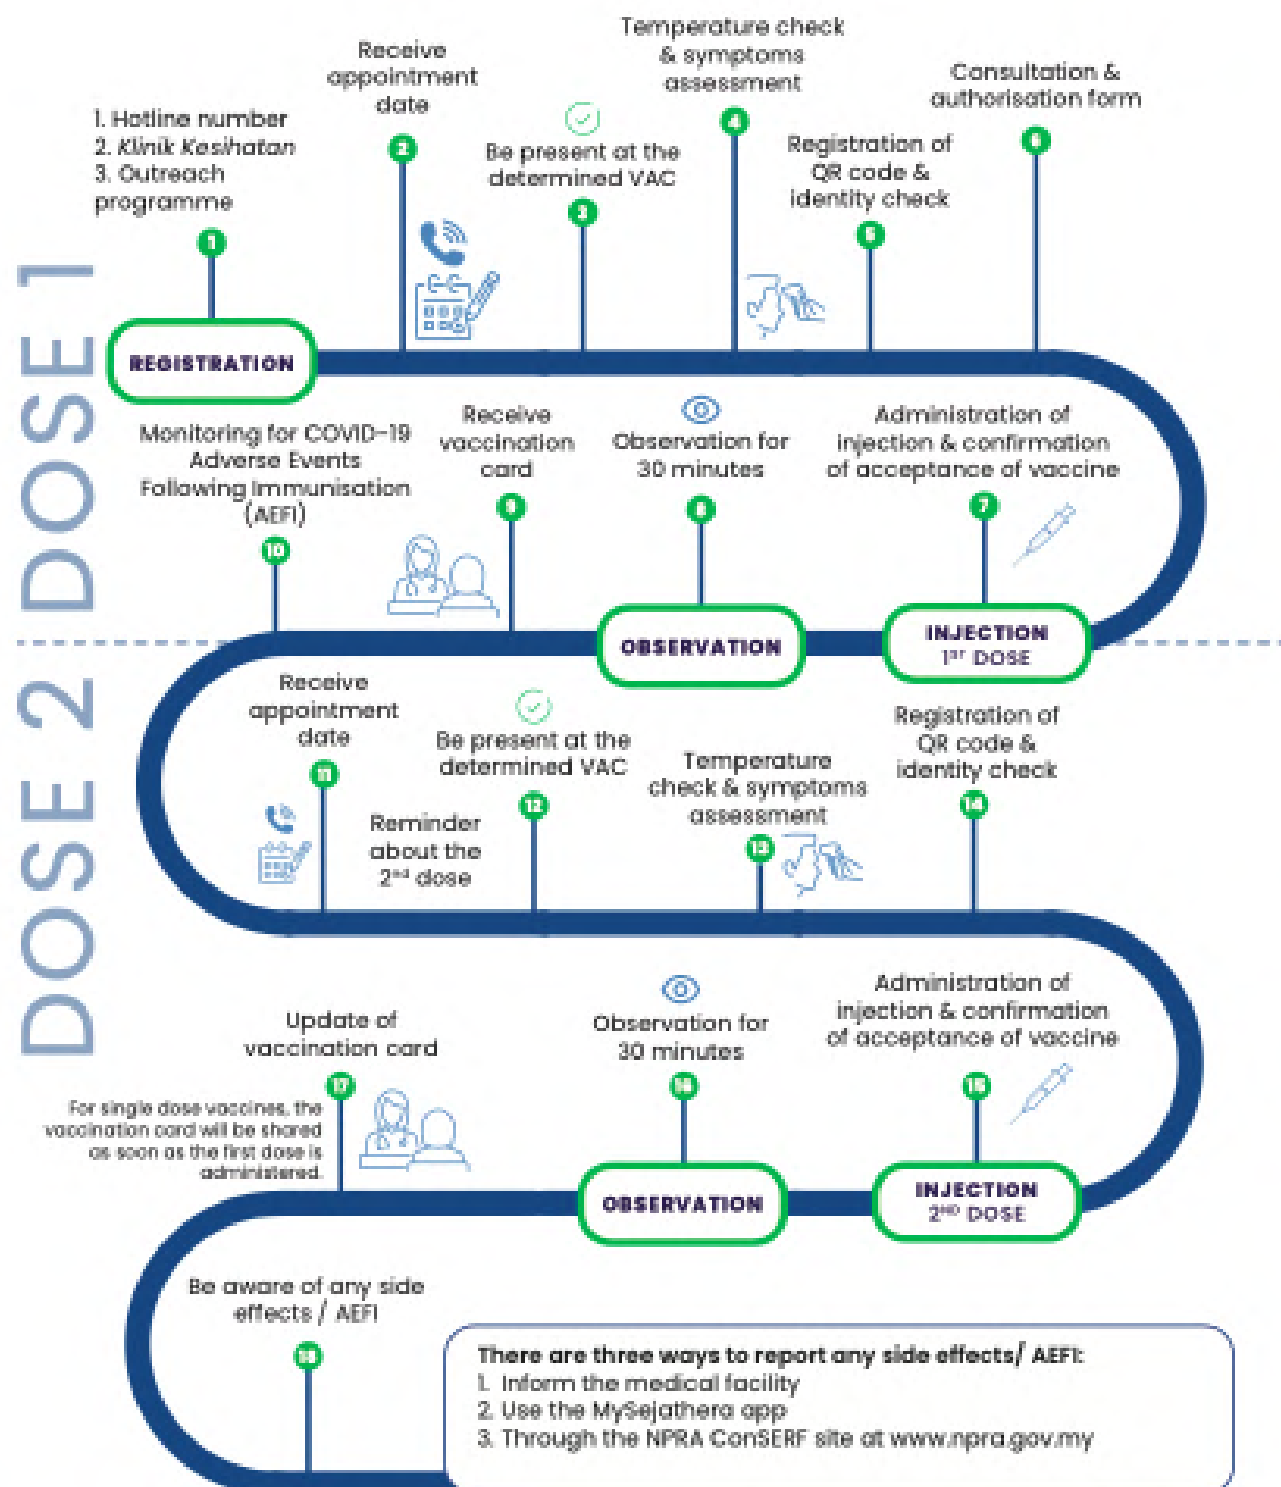 DOSE 1
1. Hotline number
2. Klinik Kesihatan
3. Outreach
programme
1
REGISTRATION
Receive
appointment
date
2
Be present at the
determined VAC
3
Temperature check
& symptoms
assessment
4
Registration of
QR code &
identity check
5
Consultation &
authorisation form
6
Administration of
injection & confirmation
of acceptance of vaccine
7
INJECTION
1ST DOSE
Observation for
30 minutes
8
OBSERVATION
Receive
vaccination
card
9
Monitoring for COVID-19
Adverse Events
Following Immunisation
(AEFI)
10
DOSE 2
Receive
appointment
date
11
Reminder
about the
2nd dose
Be present at the
determined VAC
12
Temperature
check & symptoms
assessment
13
Registration of
QR code &
identity check
14
Administration of
injection & confirmation
of acceptance of vaccine
15
INJECTION
2ND DOSE
Observation for
30 minutes
16
OBSERVATION
Update of
vaccination card
17
For single dose vaccines, the
vaccination card will be shared
as soon as the first dose is
administered.
Be aware of any side
effects / AEFI
18
There are three ways to report any side effects/ AEFI:
1. Inform the medical facility
2. Use the MySejathera app
3. Through the NPRA ConSERF site at www.npra.gov.my